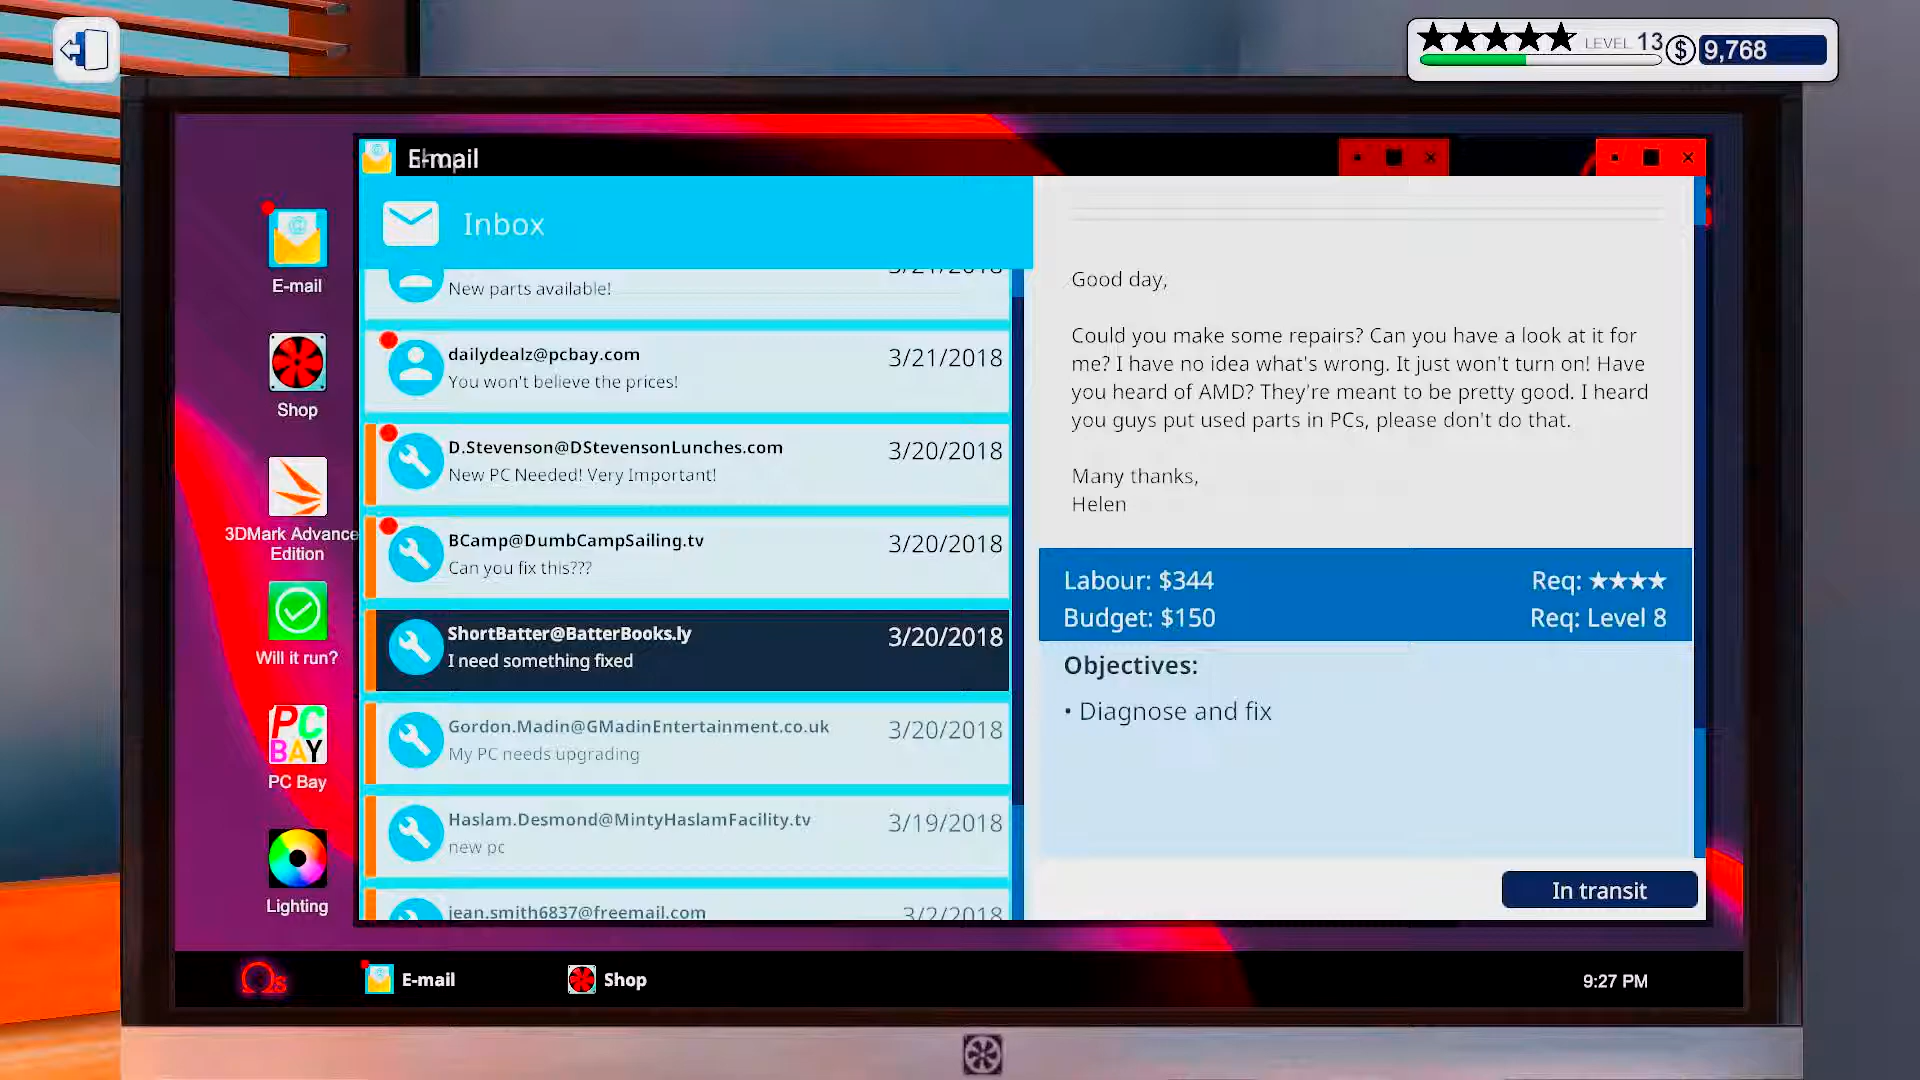 LEVEL 13
$ 9,768
E-mail
Inbox
3/21/2018
New parts available!
dailydealz@pcbay.com
3/21/2018
You won't believe the prices!
D.Stevenson@DStevensonLunches.com
3/20/2018
New PC Needed! Very Important!
BCamp@DumbCampSailing.tv
3/20/2018
Can you fix this???
ShortBatter@BatterBooks.ly
3/20/2018
I need something fixed
Gordon.Madin@GMadinEntertainment.co.uk
3/20/2018
My PC needs upgrading
Haslam.Desmond@MintyHaslamFacility.tv
3/19/2018
new pc
jean.smith6837@freemail.com
3/2/2018
Good day,
Could you make some repairs? Can you have a look at it for
me? I have no idea what's wrong. It just won't turn on! Have
you heard of AMD? They're meant to be pretty good. I heard
you guys put used parts in PCs, please don't do that.
Many thanks,
Helen
Labour: $344
Req: ★★★★
Budget: $150
Req: Level 8
Objectives:
• Diagnose and fix
In transit
E-mail
Shop
3DMark Advance
Edition
Will it run?
PC
BAY
PC Bay
Lighting
Ωs
E-mail
Shop
9:27 PM